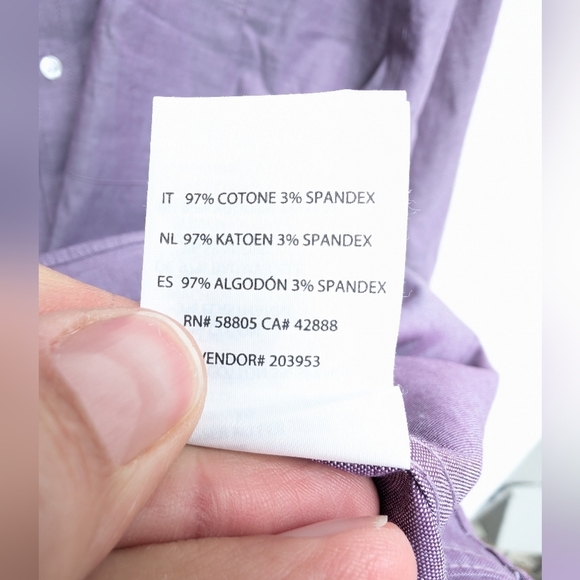 IT 97% COTONE 3% SPANDEX
NL 97% KATOEN 3% SPANDEX
ES 97% ALGODÓN 3% SPANDEX
RN# 58805 CA# 42888
VENDOR# 203953